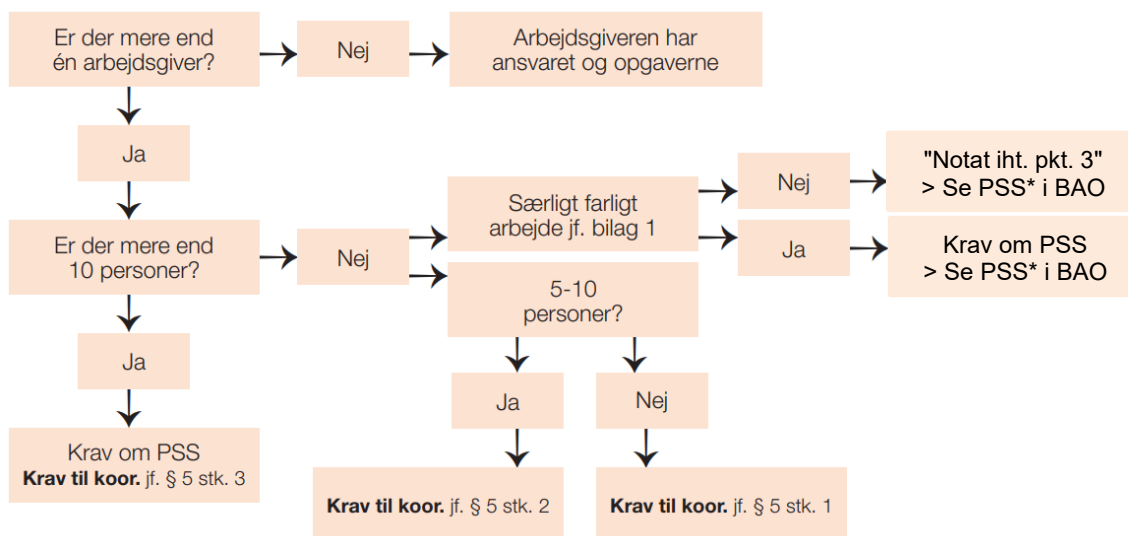 Er der mere end
én arbejdsgiver?
Nej
Arbejdsgiveren har
ansvaret og opgaverne
Ja
Er der mere end
10 personer?
Nej
Særligt farligt
arbejde jf. bilag 1
Nej
"Notat iht. pkt. 3"
> Se PSS* i BAO
Ja
Krav om PSS
> Se PSS* i BAO
5-10
personer?
Ja
Krav om PSS
Krav til koor. jf. § 5 stk. 3
Ja
Nej
Krav til koor. jf. § 5 stk. 2
Krav til koor. jf. § 5 stk. 1